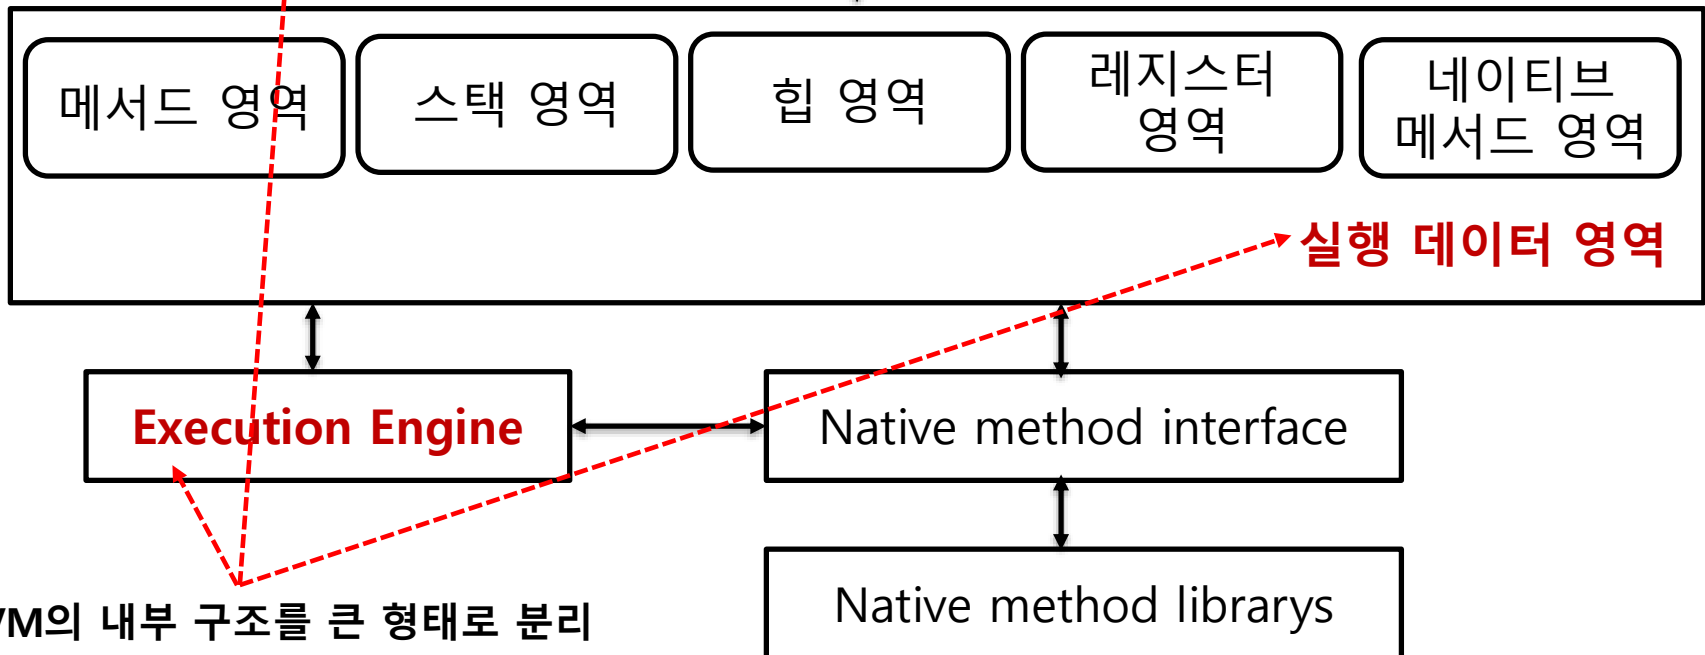 메서드 영역
스택 영역
힙 영역
레지스터
영역
네이티브
메서드 영역
실행 데이터 영역
Execution Engine
Native method interface
Native method librarys
VM의 내부 구조를 큰 형태로 분리